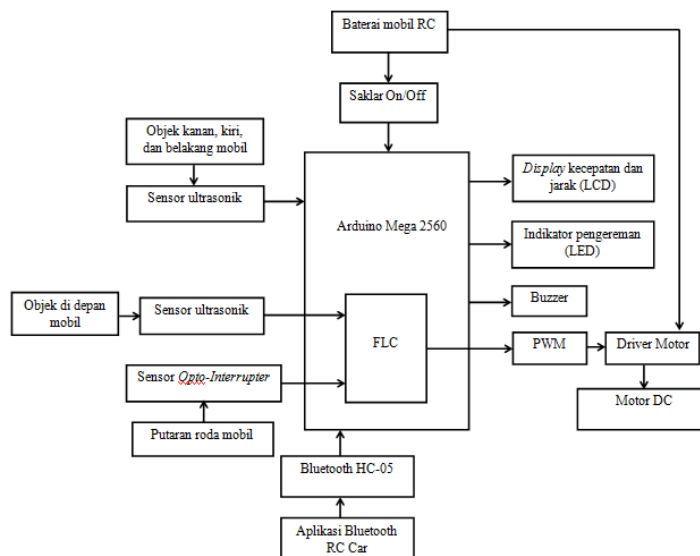 Baterai mobil RC
Saklar On/Off
Objek kanan, kiri,
dan belakang mobil
Sensor ultrasonik
Arduino Mega 2560
Display kecepatan dan
jarak (LCD)
Indikator pengereman
(LED)
Buzzer
Objek di depan
mobil
Sensor ultrasonik
FLC
PWM
Driver Motor
Sensor Opto-Interrupter
Motor DC
Putaran roda mobil
Bluetooth HC-05
Aplikasi Bluetooth
RC Car